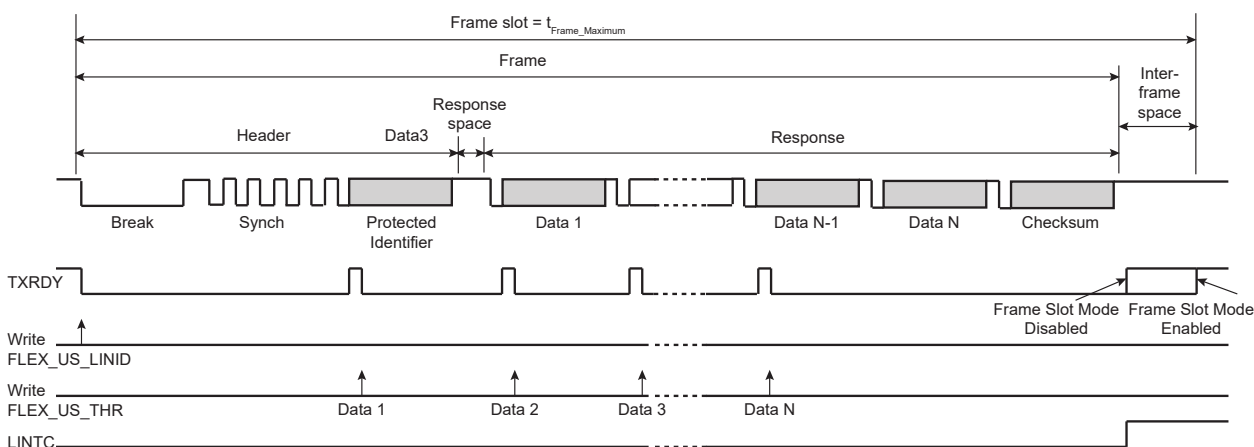 Frame slot = tFrame_Maximum
Frame
Inter-
frame
space
Response
space
Header
Data3
Response
Break
Synch
Protected
Identifier
Data 1
Data N-1
Data N
Checksum
TXRDY
Frame Slot Mode
Disabled
Frame Slot Mode
Enabled
Write
FLEX_US_LINID
Write
FLEX_US_THR
Data 1
Data 2
Data 3
Data N
LINTC